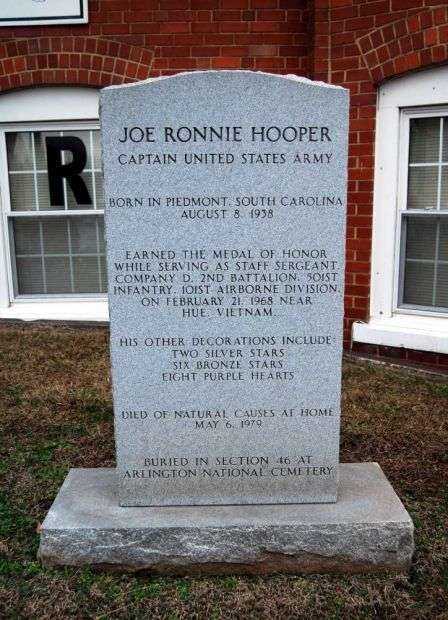 JOE RONNIE HOOPER
CAPTAIN UNITED STATES ARMY
BORN IN PIEDMONT, SOUTH CAROLINA
AUGUST 8, 1938
EARNED THE MEDAL OF HONOR
WHILE SERVING AS STAFF SERGEANT,
COMPANY D, 2ND BATTALION, 501ST
INFANTRY, 101ST AIRBORNE DIVISION,
ON FEBRUARY 21, 1968 NEAR
HUE, VIETNAM.
HIS OTHER DECORATIONS INCLUDE
TWO SILVER STARS
SIX BRONZE STARS
EIGHT PURPLE HEARTS
DIED OF NATURAL CAUSES AT HOME
MAY 6, 1979
BURIED IN SECTION 46 AT
ARLINGTON NATIONAL CEMETERY
R